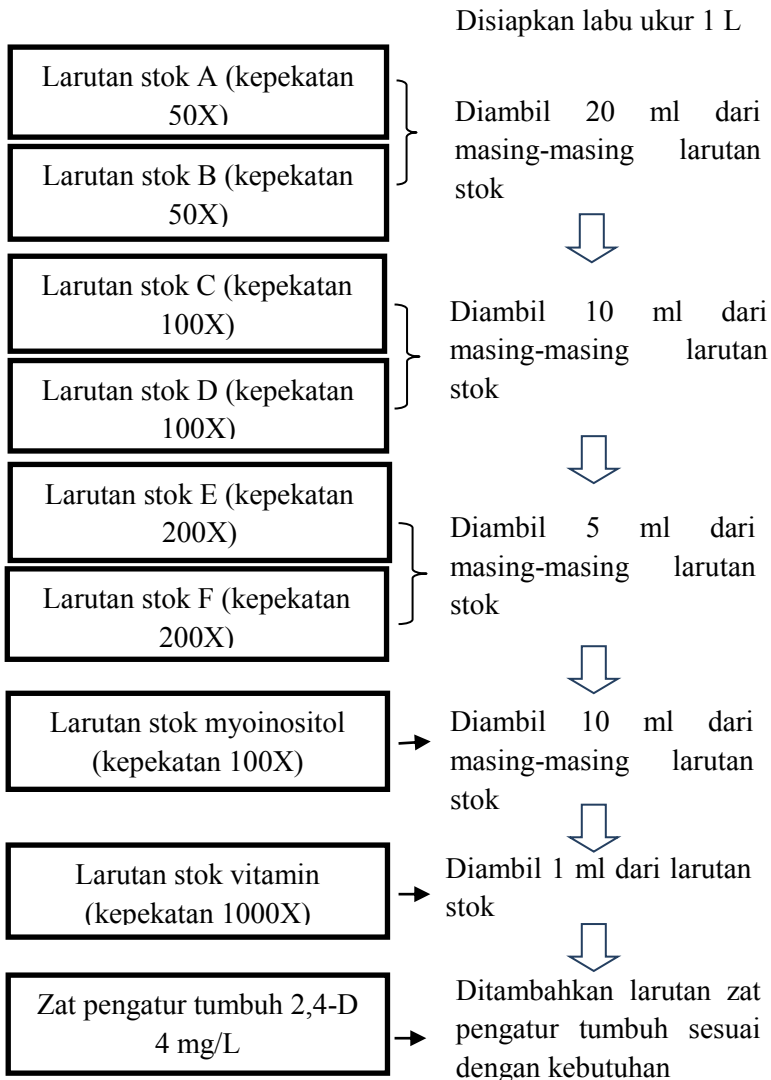 Disiapkan labu ukur 1 L
Larutan stok A (kepekatan
50X)
Larutan stok B (kepekatan
50X)
Diambil 20 ml dari
masing-masing larutan
stok
Larutan stok C (kepekatan
100X)
Larutan stok D (kepekatan
100X)
Diambil 10 ml dari
masing-masing larutan
stok
Larutan stok E (kepekatan
200X)
Larutan stok F (kepekatan
200X)
Diambil 5 ml dari
masing-masing larutan
stok
Larutan stok myoinositol
(kepekatan 100X)
Diambil 10 ml dari
masing-masing larutan
stok
Larutan stok vitamin
(kepekatan 1000X)
Diambil 1 ml dari larutan
stok
Zat pengatur tumbuh 2,4-D
4 mg/L
Ditambahkan larutan zat
pengatur tumbuh sesuai
dengan kebutuhan